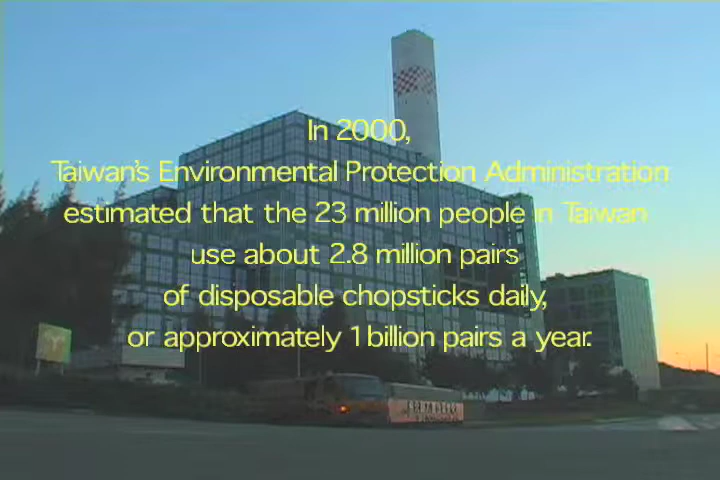 In 2000,
Taiwan's Environmental Protection Administration
estimated that the 23 million people in Taiwan
use about 2.8 million pairs
of disposable chopsticks daily,
or approximately 1 billion pairs a year.